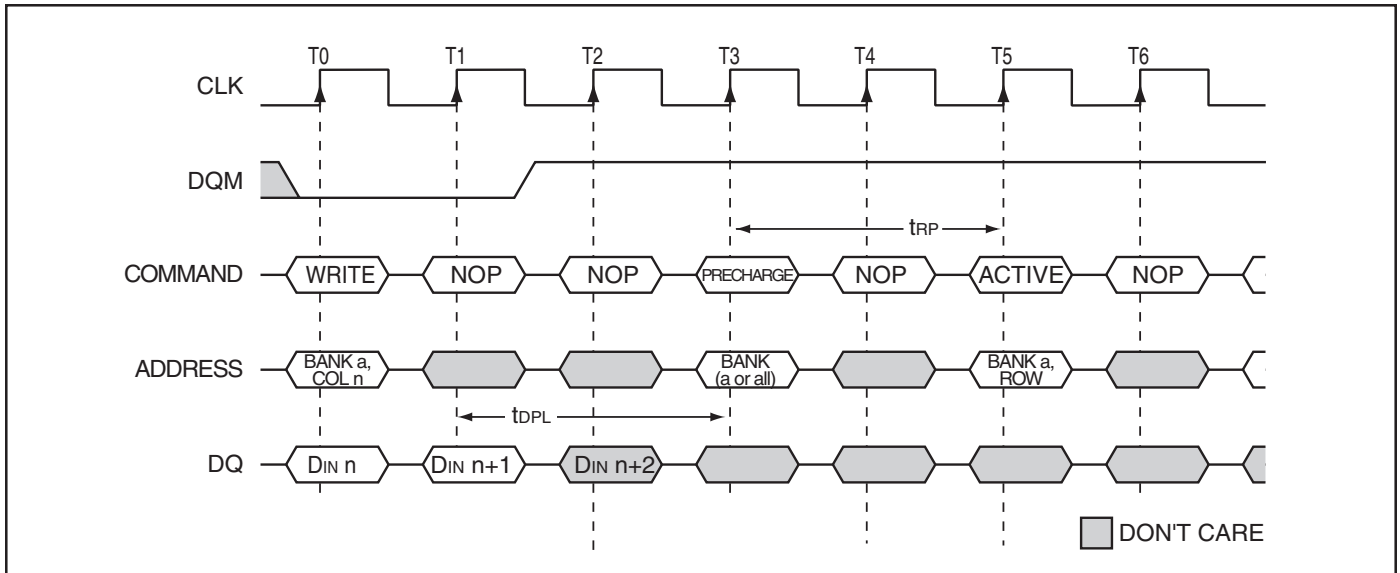 T0 T1 T2 T3 T4 T5 T6
CLK
DQM
tRP
COMMAND WRITE NOP NOP PRECHARGE NOP ACTIVE NOP
ADDRESS BANK a, COL n BANK (a or all) BANK a, ROW
tDPL
DQ DIN n DIN n+1 DIN n+2
DON'T CARE